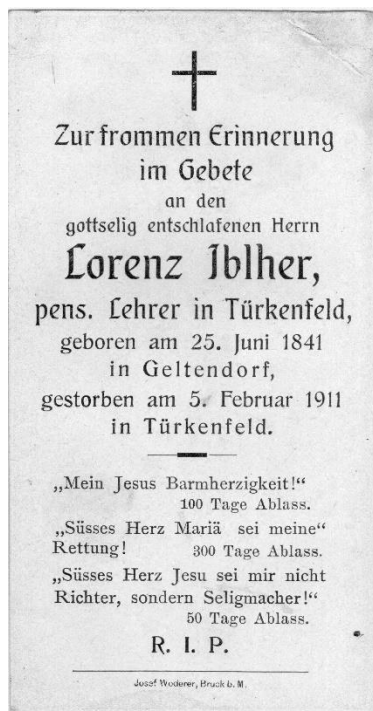 Zur frommen Erinnerung
im Gebete
an den
gottselig entschlafenen Herrn
Lorenz Iblher,
pens. Lehrer in Türkenfeld,
geboren am 25. Juni 1841
in Geltendorf,
gestorben am 5. Februar 1911
in Türkenfeld.
„Mein Jesus Barmherzigkeit!“
100 Tage Ablass.
„Süsses Herz Mariä sei meine“
Rettung! 300 Tage Ablass.
„Süsses Herz Jesu sei mir nicht
Richter, sondern Seligmacher!“
50 Tage Ablass.
R. I. P.
Josef Woderer, Bruck b. M.